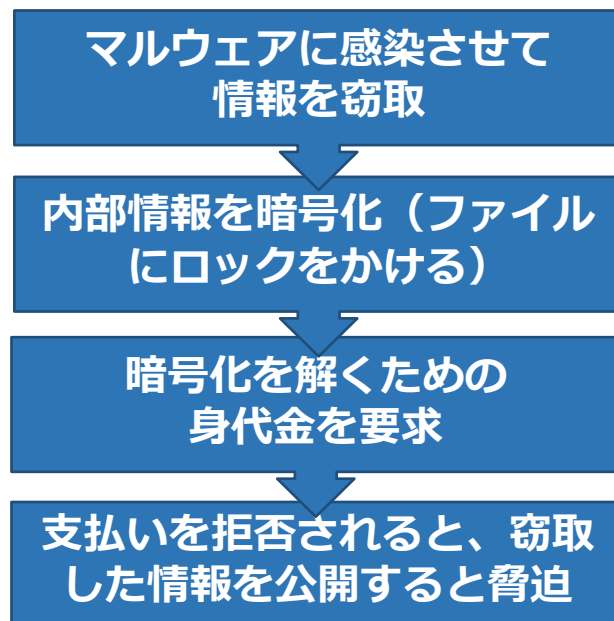 マルウェアに感染させて
情報を窃取
内部情報を暗号化（ファイル
にロックをかける）
暗号化を解くための
身代金を要求
支払いを拒否されると、窃取
した情報を公開すると脅迫